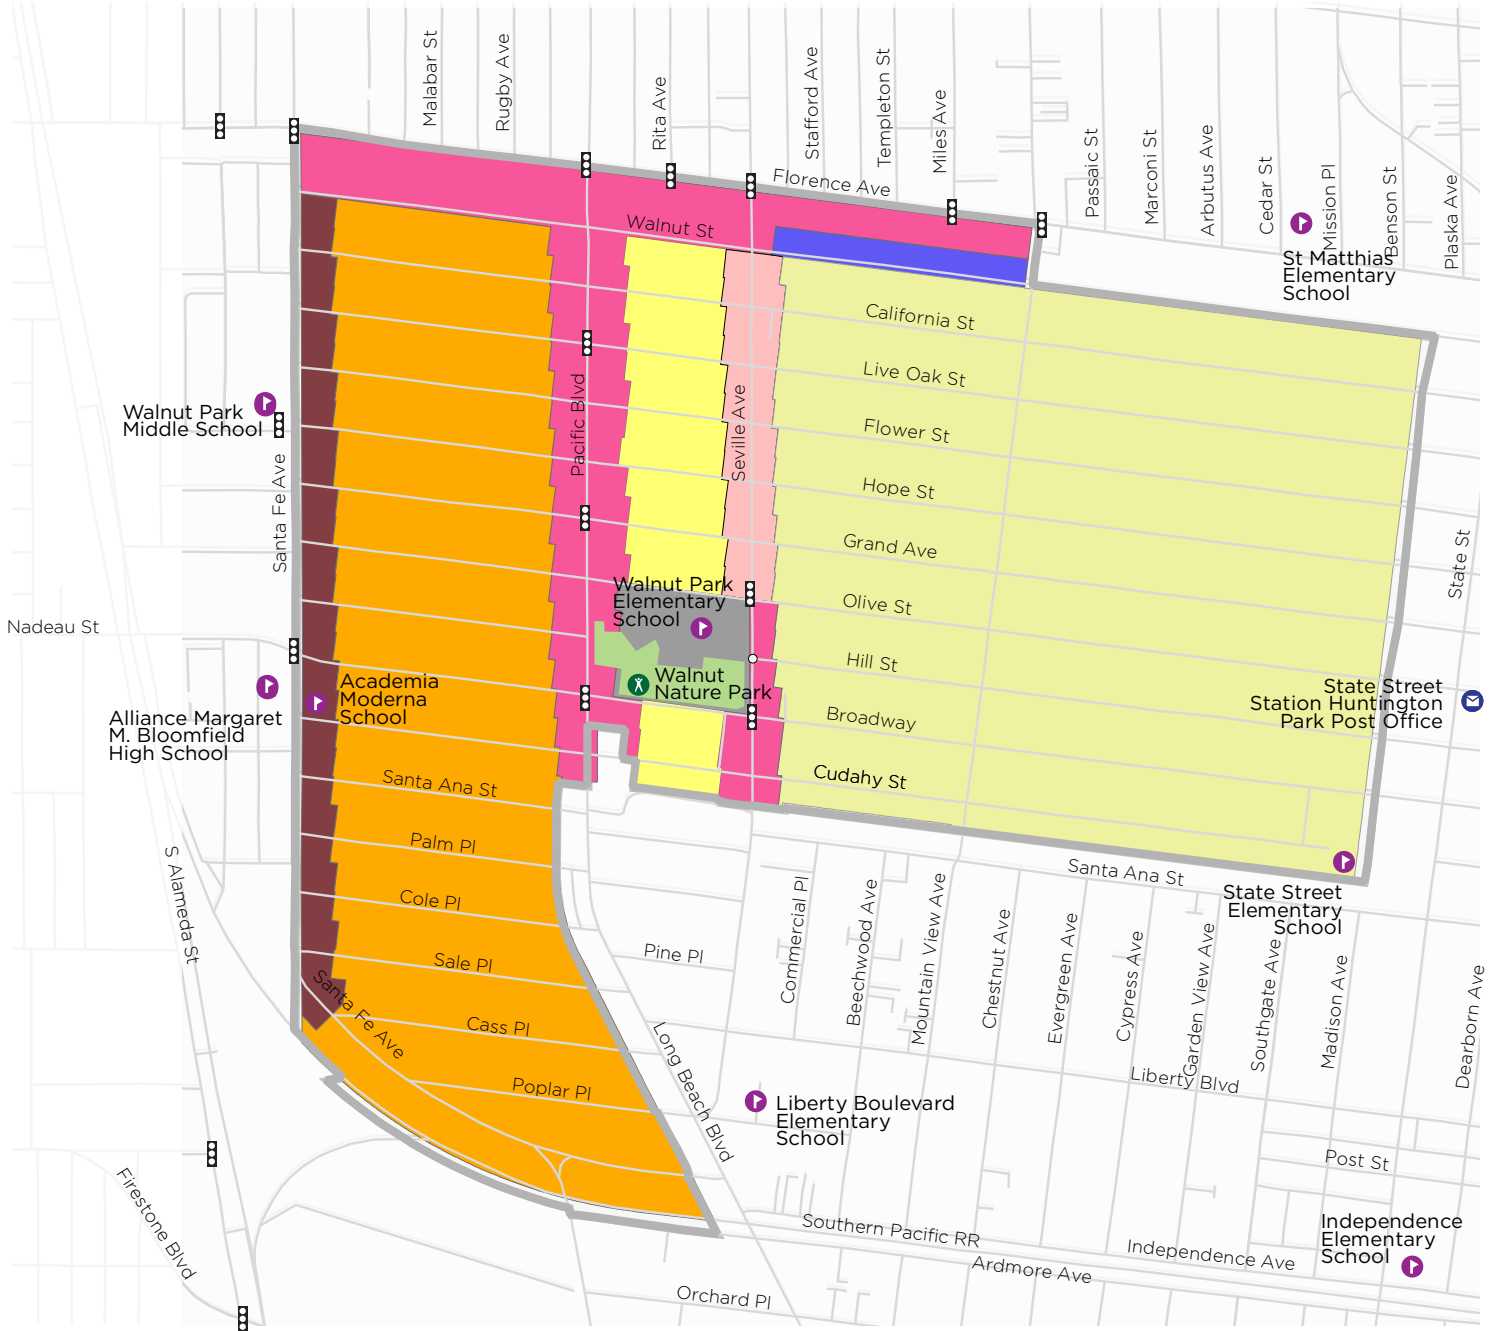 Malabar St
Rugby Ave
Rita Ave
Stafford Ave
Templeton St
Miles Ave
Passaic St
Marconi St
Arbutus Ave
Cedar St
Mission Pl
Benson St
Plaska Ave
Florence Ave
Walnut St
St Matthias
Elementary
School
California St
Live Oak St
Walnut Park
Middle School
Pacific Blvd
Seville Ave
Flower St
Santa Fe Ave
Hope St
Grand Ave
State St
Walnut Park
Elementary
School
Olive St
Nadeau St
Hill St
Walnut
Nature Park
Academia
Moderna
School
Alliance Margaret
M. Bloomfield
High School
State Street
Station Huntington
Park Post Office
Broadway
Santa Ana St
Cudahy St
Palm Pl
S Alameda St
Cole Pl
Santa Ana St
State Street
Elementary
School
Commercial Pl
Beechwood Ave
Mountain View Ave
Chestnut Ave
Evergreen Ave
Cypress Ave
Garden View Ave
Southgate Ave
Madison Ave
Dearborn Ave
Sale Pl
Pine Pl
Santa Fe Ave
Cass Pl
Poplar Pl
Long Beach Blvd
Liberty Blvd
Liberty Boulevard
Elementary
School
Post St
Firestone Blvd
Southern Pacific RR
Independence Ave
Independence
Elementary
School
Ardmore Ave
Orchard Pl